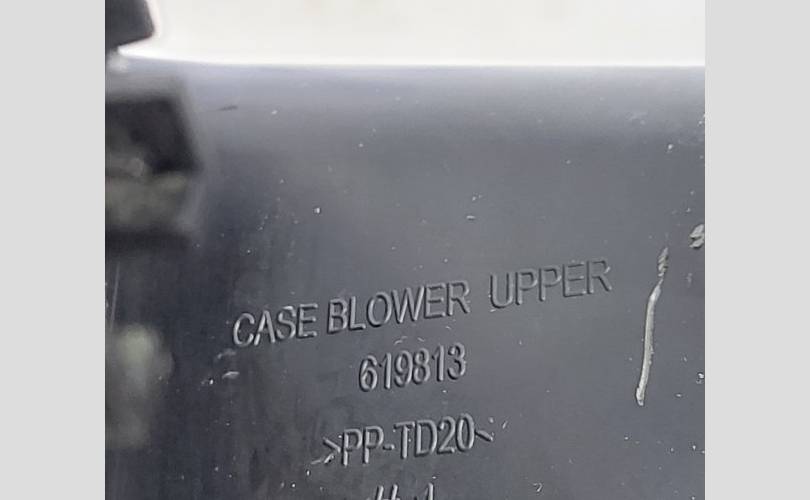 CASE BLOWER UPPER
619813
>PP-TD20<